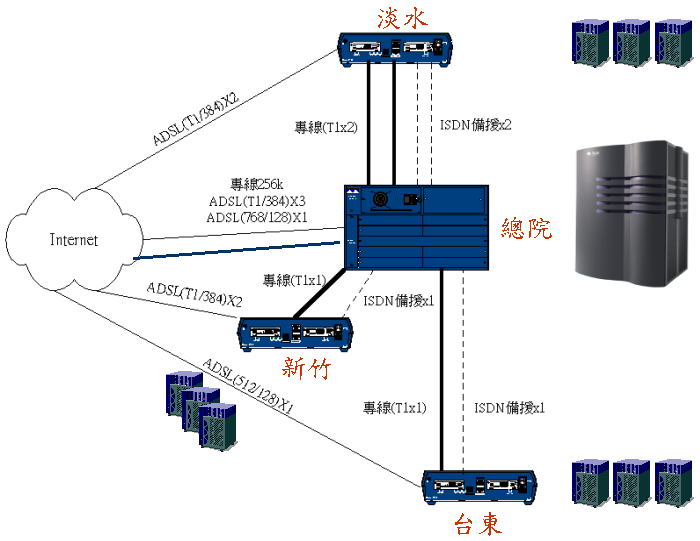 淡水
ADSL(T1/384)X2
專線(T1x2)
ISDN備援x2
專線256k
ADSL(T1/384)X3
ADSL(768/128)X1
Internet
總院
專線(T1x1)
ADSL(T1/384)X2
ISDN備援x1
新竹
ADSL(512/128)X1
專線(T1x1)
ISDN備援x1
台東